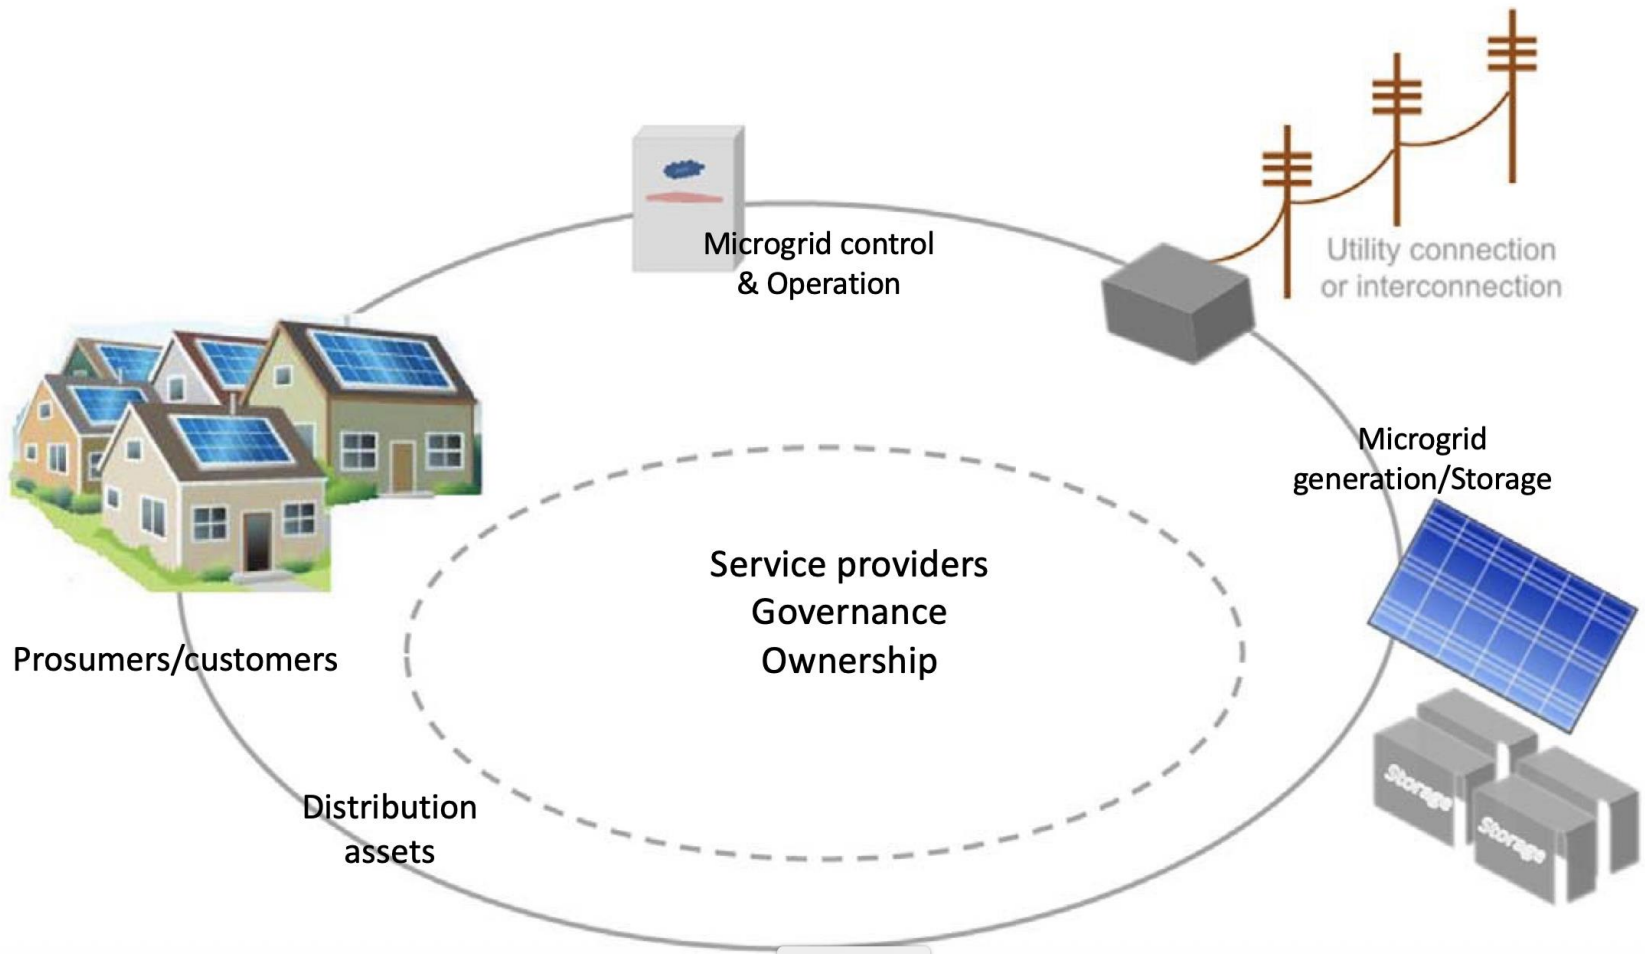 Microgrid control
& Operation
Utility connection
or interconnection
Microgrid
generation/Storage
Service providers
Governance
Ownership
Prosumers/customers
Storage
Storage
Distribution
assets